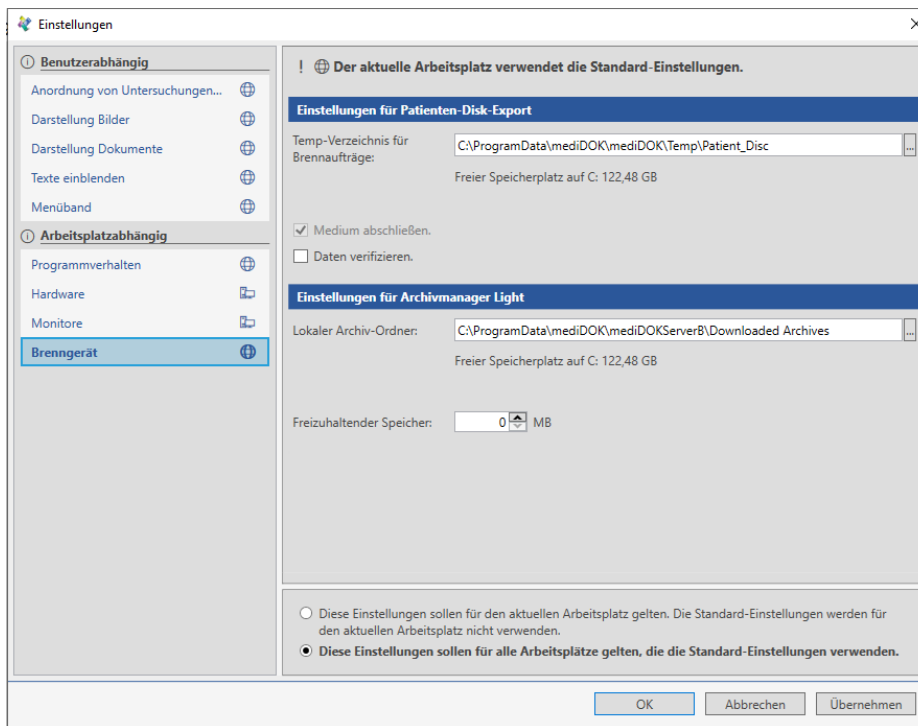 Einstellungen
Benutzerabhängig
Anordnung von Untersuchungen...
Darstellung Bilder
Darstellung Dokumente
Texte einblenden
Menüband
Arbeitsplatzabhängig
Programmverhalten
Hardware
Monitore
Brenngerät
! Der aktuelle Arbeitsplatz verwendet die Standard-Einstellungen.
Einstellungen für Patienten-Disk-Export
Temp-Verzeichnis für
Brennaufträge:
C:\ProgramData\mediDOK\mediDOK\Temp\Patient_Disc
...
Freier Speicherplatz auf C: 122,48 GB
Medium abschließen.
Daten verifizieren.
Einstellungen für Archivmanager Light
Lokaler Archiv-Ordner:
C:\ProgramData\mediDOK\mediDOKServerB\Downloaded Archives
...
Freier Speicherplatz auf C: 122,48 GB
Freizuhaltender Speicher:
0
MB
Diese Einstellungen sollen für den aktuellen Arbeitsplatz gelten. Die Standard-Einstellungen werden für
den aktuellen Arbeitsplatz nicht verwenden.
Diese Einstellungen sollen für alle Arbeitsplätze gelten, die die Standard-Einstellungen verwenden.
OK
Abbrechen
Übernehmen